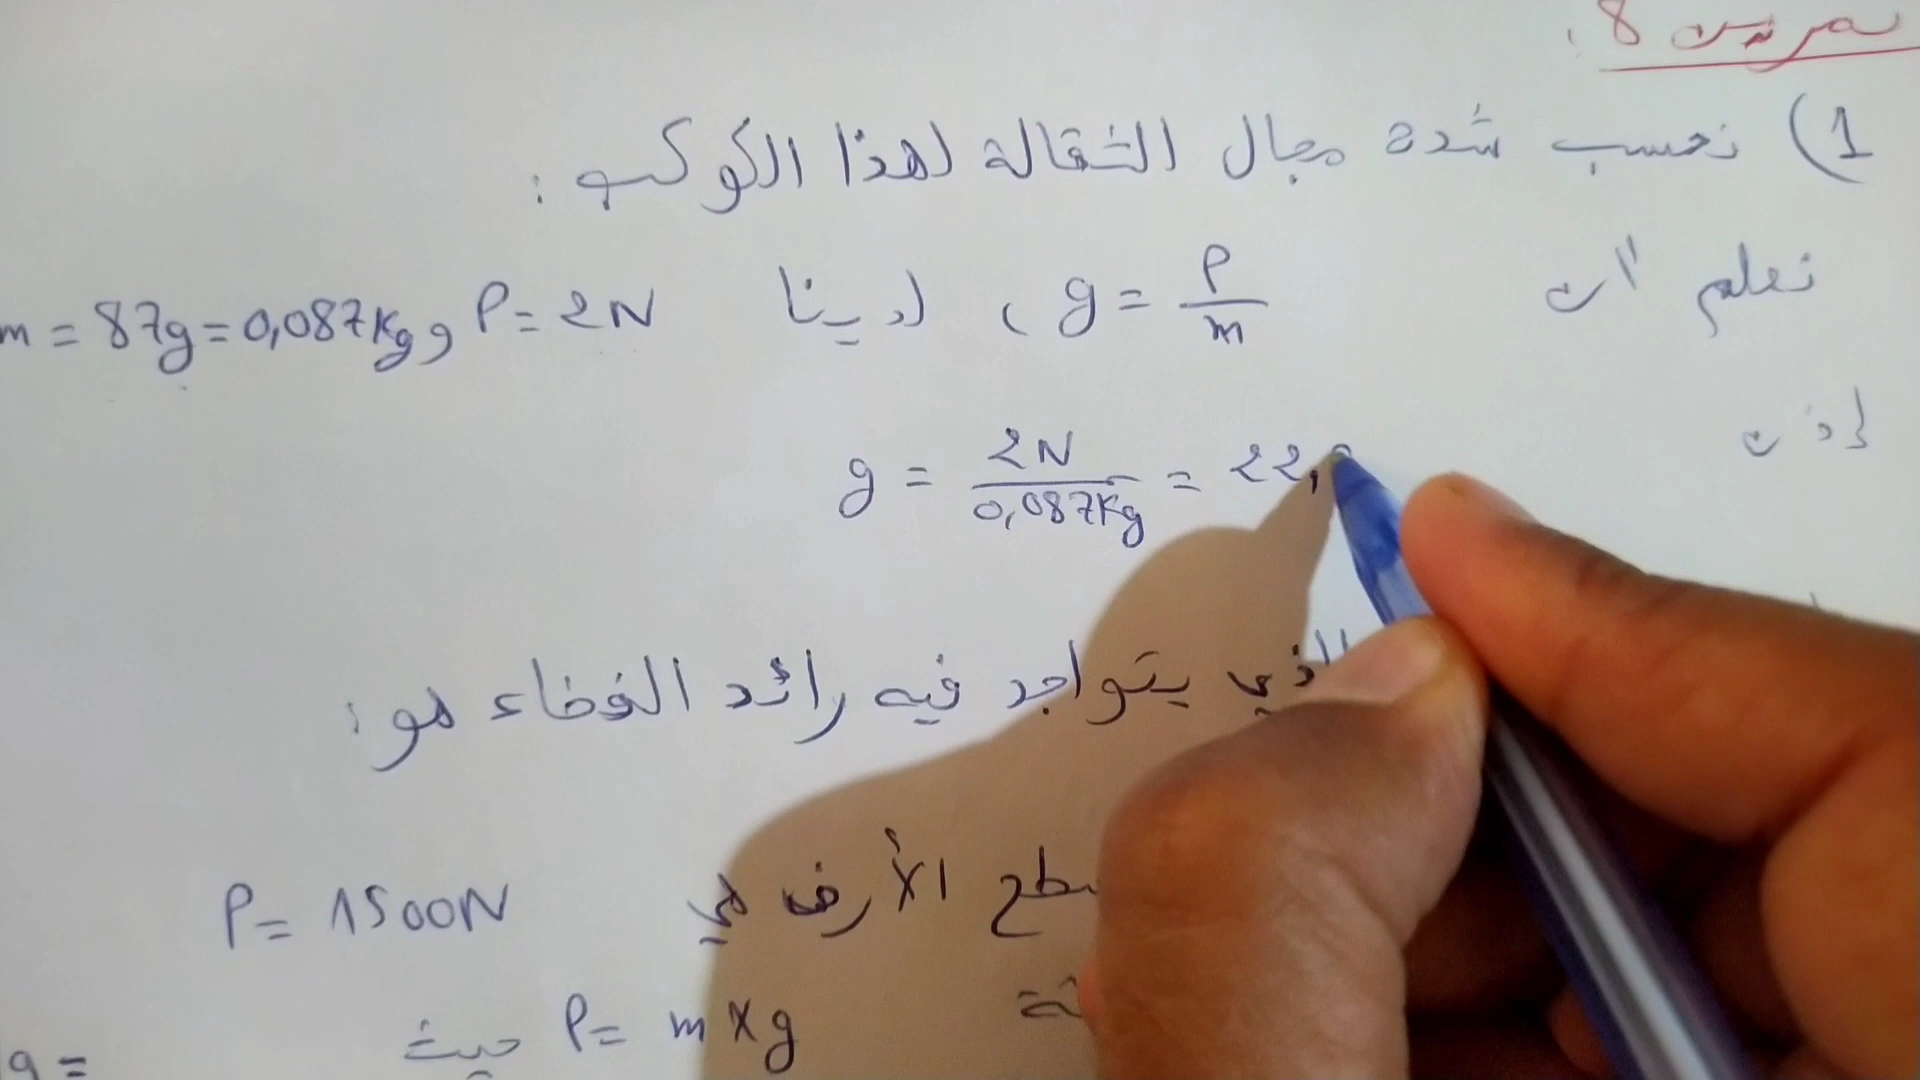 تمرين 8 :
1) نحسب شدة مجال الثقالة لهذا الكوكب :
نعلم أن g = P/m ، لدينا P = 2N و m = 87g = 0,087Kg
إذن g = 2N/0,087Kg = 22,
الذي يتواجد فيه رائد الفضاء هو :
سطح الأرض هي P = 1500N
حيث P = m x g
g =